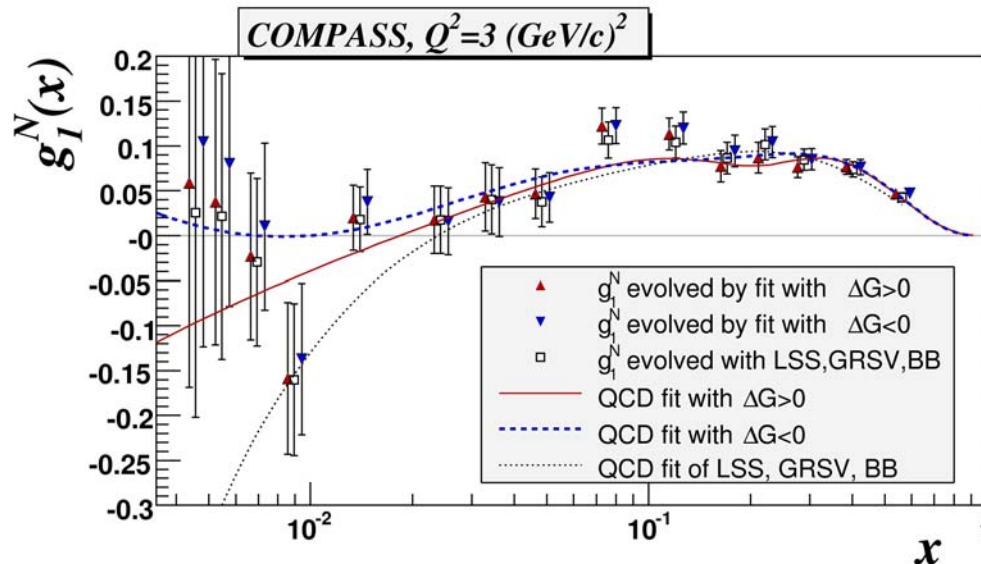 COMPASS, Q²=3 (GeV/c)²
g₁ᴺ(x)
0.2
0.15
0.1
0.05
-0
-0.05
-0.1
-0.15
-0.2
-0.25
-0.3
g₁ᴺ evolved by fit with ΔG>0
g₁ᴺ evolved by fit with ΔG<0
g₁ᴺ evolved with LSS,GRSV,BB
QCD fit with ΔG>0
QCD fit with ΔG<0
QCD fit of LSS, GRSV, BB
10⁻² 10⁻¹
x